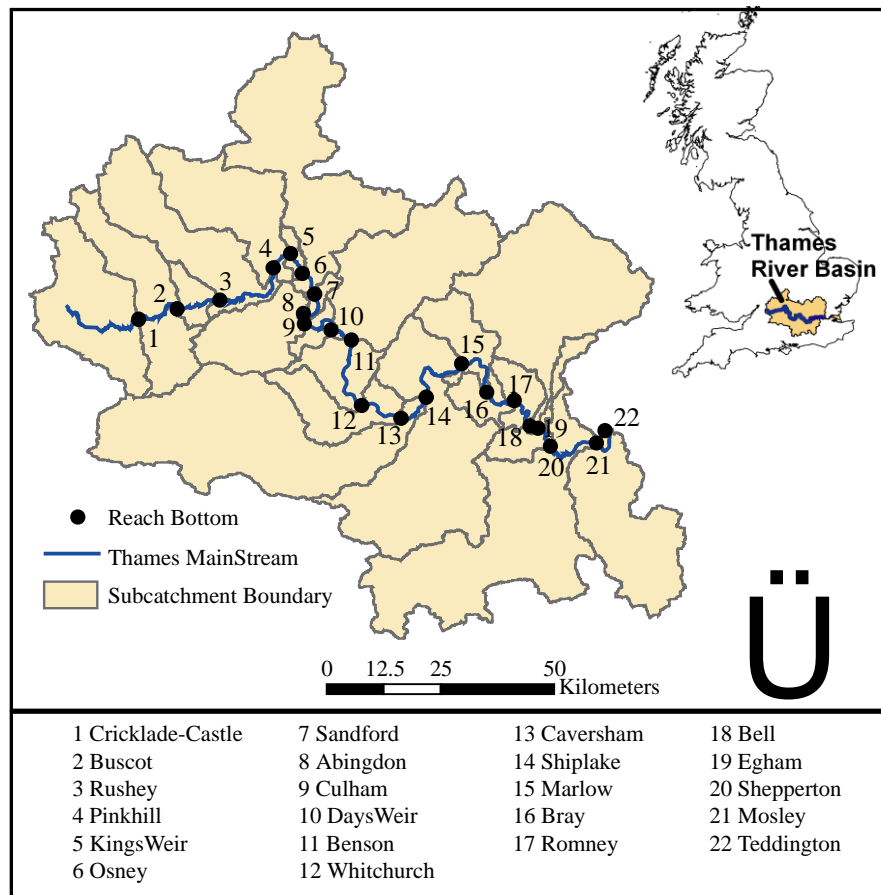 Thames
River Basin
1
2
3
4
5
6
7
8
9
10
11
12
13
14
15
16
17
18
19
20
21
22
Reach Bottom
Thames MainStream
Subcatchment Boundary
Ü
0 12.5 25 50
Kilometers
1 Cricklade-Castle
2 Buscot
3 Rushey
4 Pinkhill
5 KingsWeir
6 Osney
7 Sandford
8 Abingdon
9 Culham
10 DaysWeir
11 Benson
12 Whitchurch
13 Caversham
14 Shiplake
15 Marlow
16 Bray
17 Romney
18 Bell
19 Egham
20 Shepperton
21 Mosley
22 Teddington